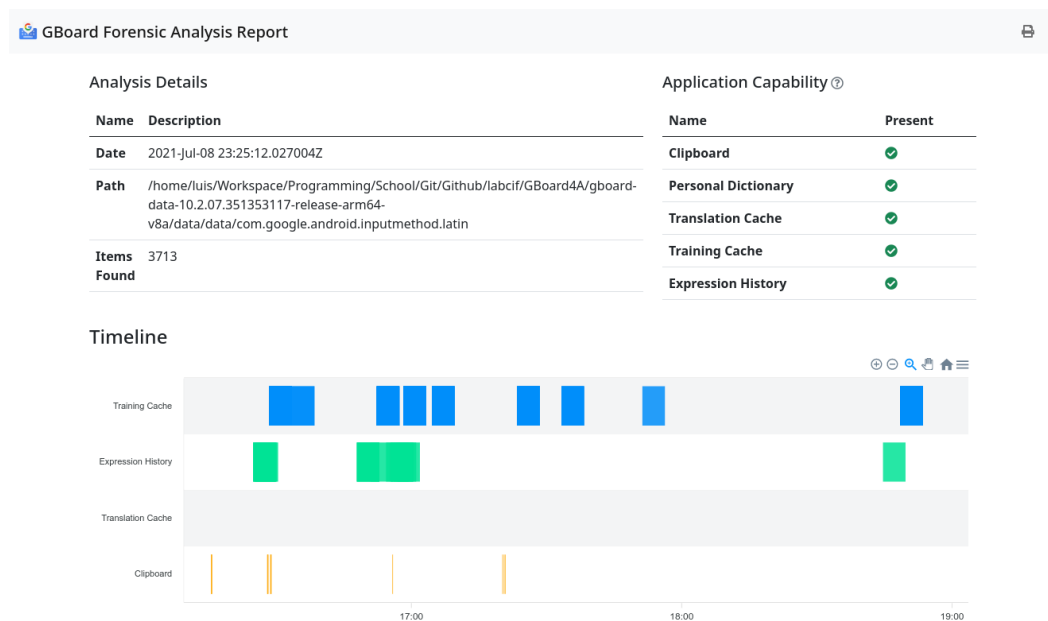 GBoard Forensic Analysis Report
Analysis Details
Name Description
Date 2021-Jul-08 23:25:12.027004Z
Path /home/luis/Workspace/Programming/School/Git/Github/labcif/GBoard4A/gboard-
data-10.2.07.351353117-release-arm64-
v8a/data/data/com.google.android.inputmethod.latin
Items 3713
Found
Application Capability
Name Present
Clipboard
Personal Dictionary
Translation Cache
Training Cache
Expression History
Timeline
Training Cache
Expression History
Translation Cache
Clipboard
17:00 18:00 19:00